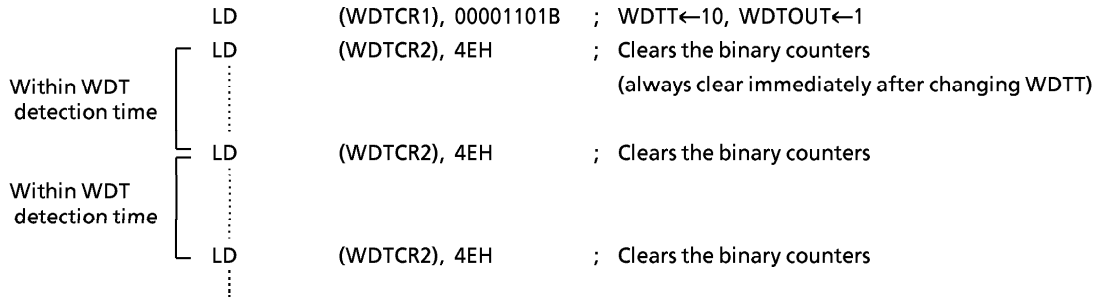 LD (WDTCR1), 00001101B ; WDTT←10, WDTOUT←1
LD (WDTCR2), 4EH ; Clears the binary counters
Within WDT (always clear immediately after changing WDTT)
detection time
LD (WDTCR2), 4EH ; Clears the binary counters
Within WDT
detection time
LD (WDTCR2), 4EH ; Clears the binary counters